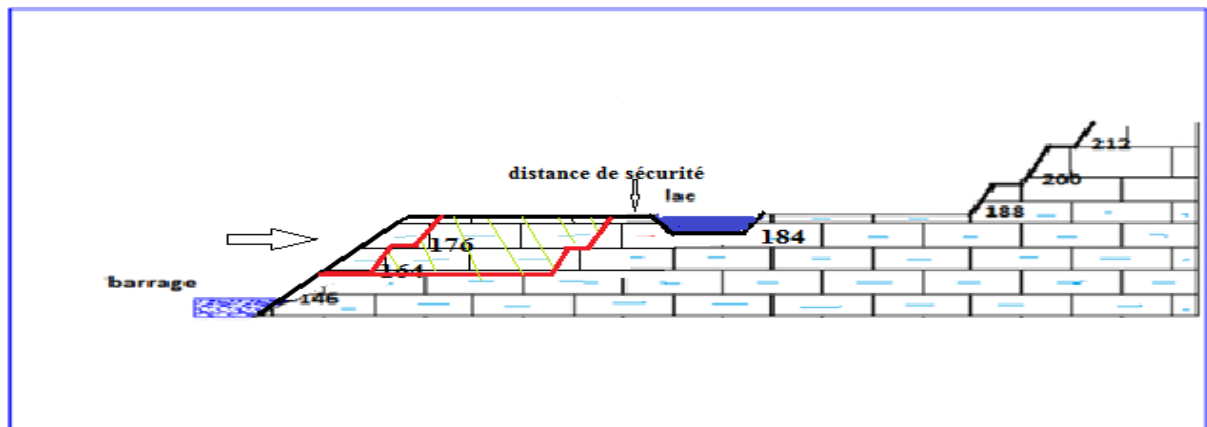 212
distance de sécurité
200
lac
188
176
184
164
barrage
146